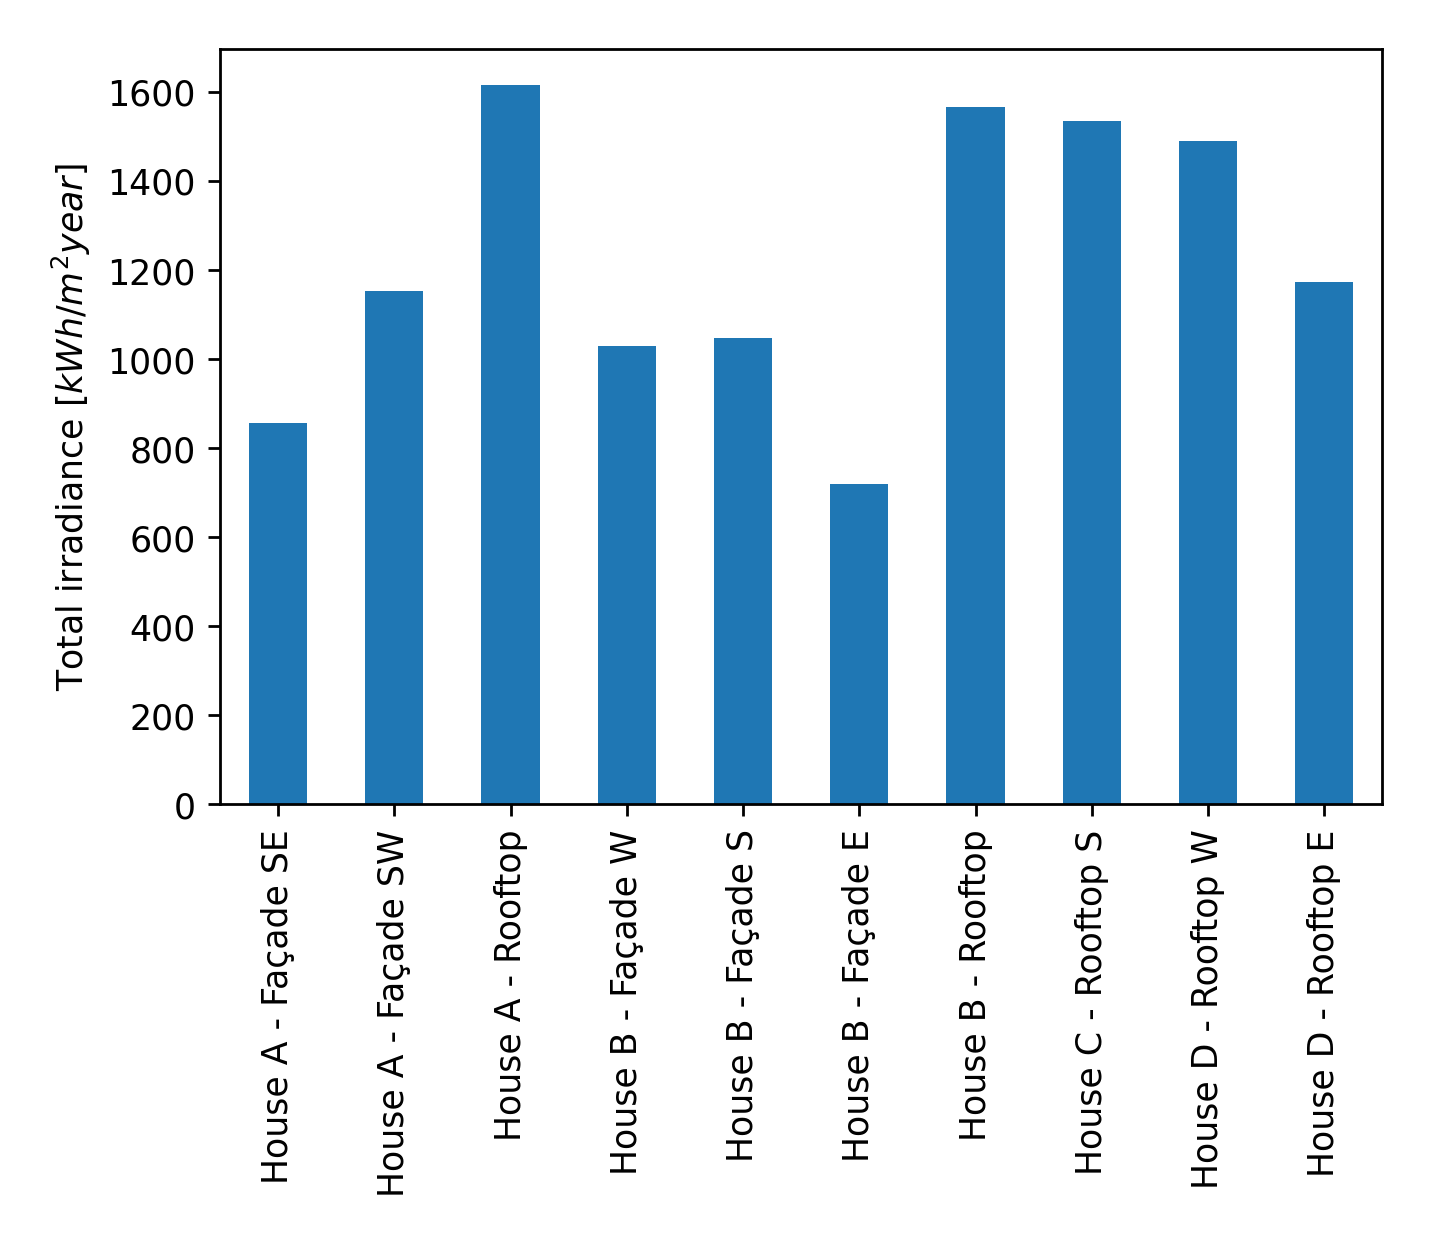 Total irradiance [kWh/m²year]
1600
1400
1200
1000
800
600
400
200
0
House A - Façade SE
House A - Façade SW
House A - Rooftop
House B - Façade W
House B - Façade S
House B - Façade E
House B - Rooftop
House C - Rooftop S
House D - Rooftop W
House D - Rooftop E